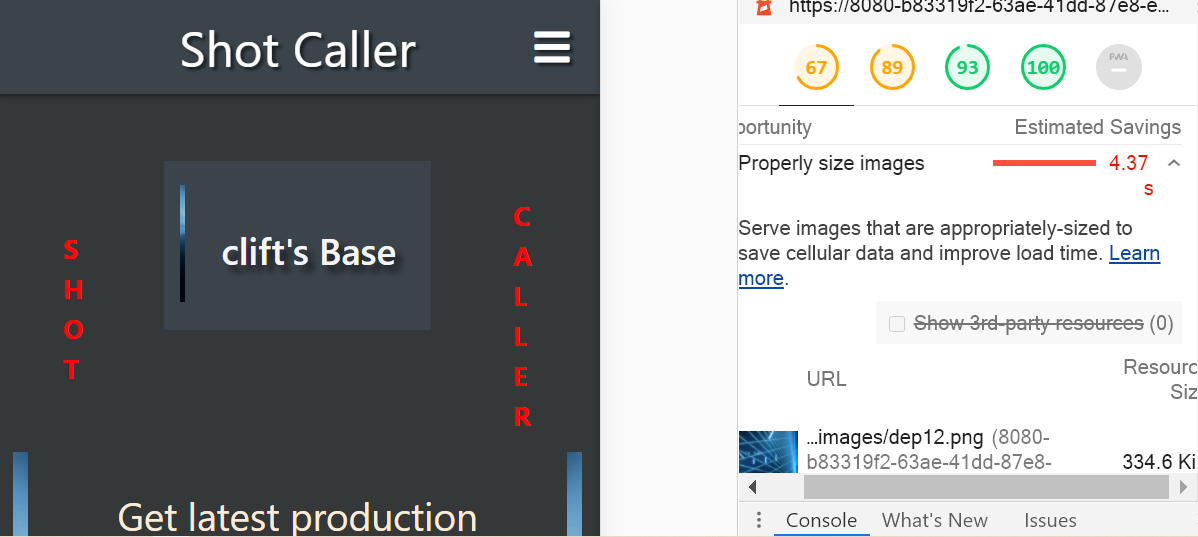 Shot Caller
S
H
O
T
clift's Base
C
A
L
L
E
R
Get latest production
https://8080-b83319f2-63ae-41dd-87e8-e...
67 89 93 100 PWA
portunity Estimated Savings
Properly size images 4.37
s
Serve images that are appropriately-sized to
save cellular data and improve load time. Learn
more.
Show 3rd-party resources (0)
URL Resourc
Siz
...images/dep12.png (8080-
b83319f2-63ae-41dd-87e8- 334.6 Ki
Console What's New Issues